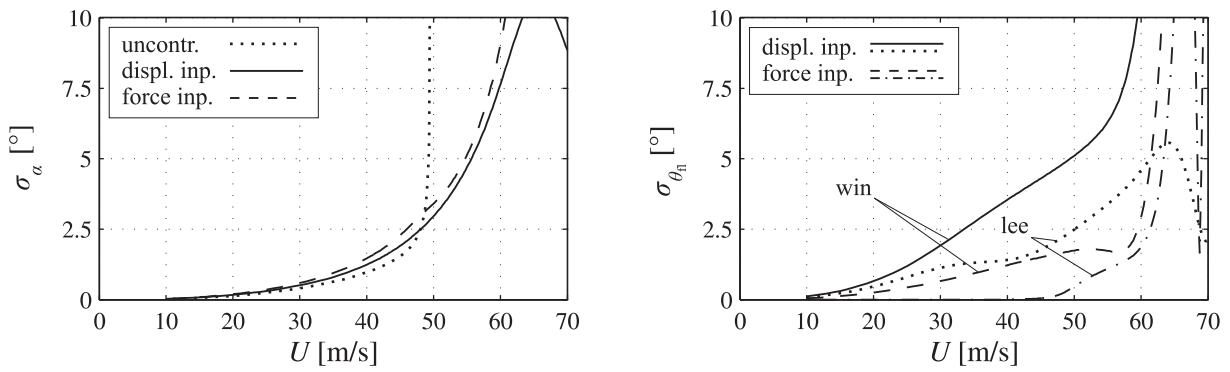 10
7.5
5
2.5
0
σα [°]
uncontr.
displ. inp.
force inp.
0 10 20 30 40 50 60 70
U [m/s]
10
7.5
5
2.5
0
σθfl [°]
displ. inp.
force inp.
win
lee
0 10 20 30 40 50 60 70
U [m/s]